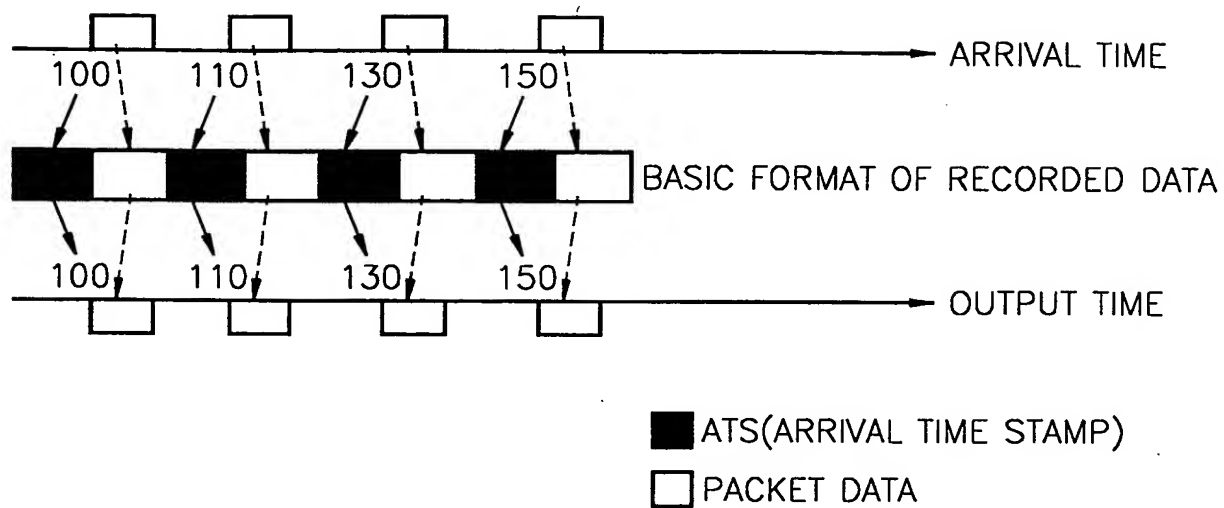 ARRIVAL TIME
100 110 130 150
BASIC FORMAT OF RECORDED DATA
100 110 130 150
OUTPUT TIME
ATS(ARRIVAL TIME STAMP)
PACKET DATA